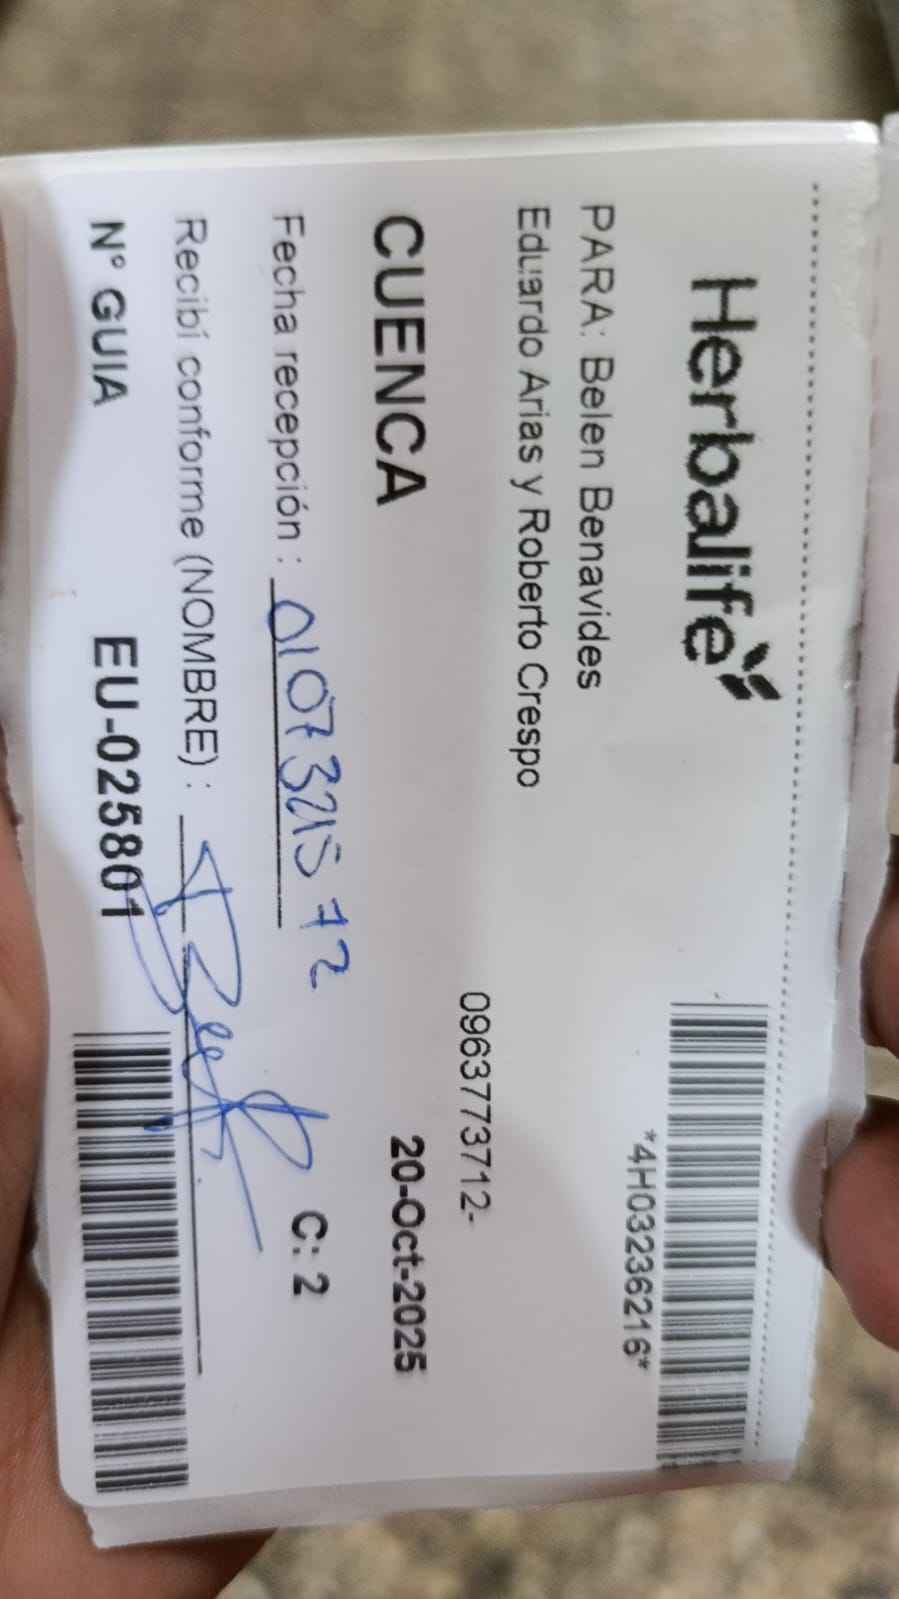 Herbalife
*4H03236216*
PARA: Belen Benavides
Eduardo Arias y Roberto Crespo
0963773712-
CUENCA
20-Oct-2025
Fecha recepción : 0107321572
C: 2
Recibí conforme (NOMBRE) :
Nº GUIA EU-025801